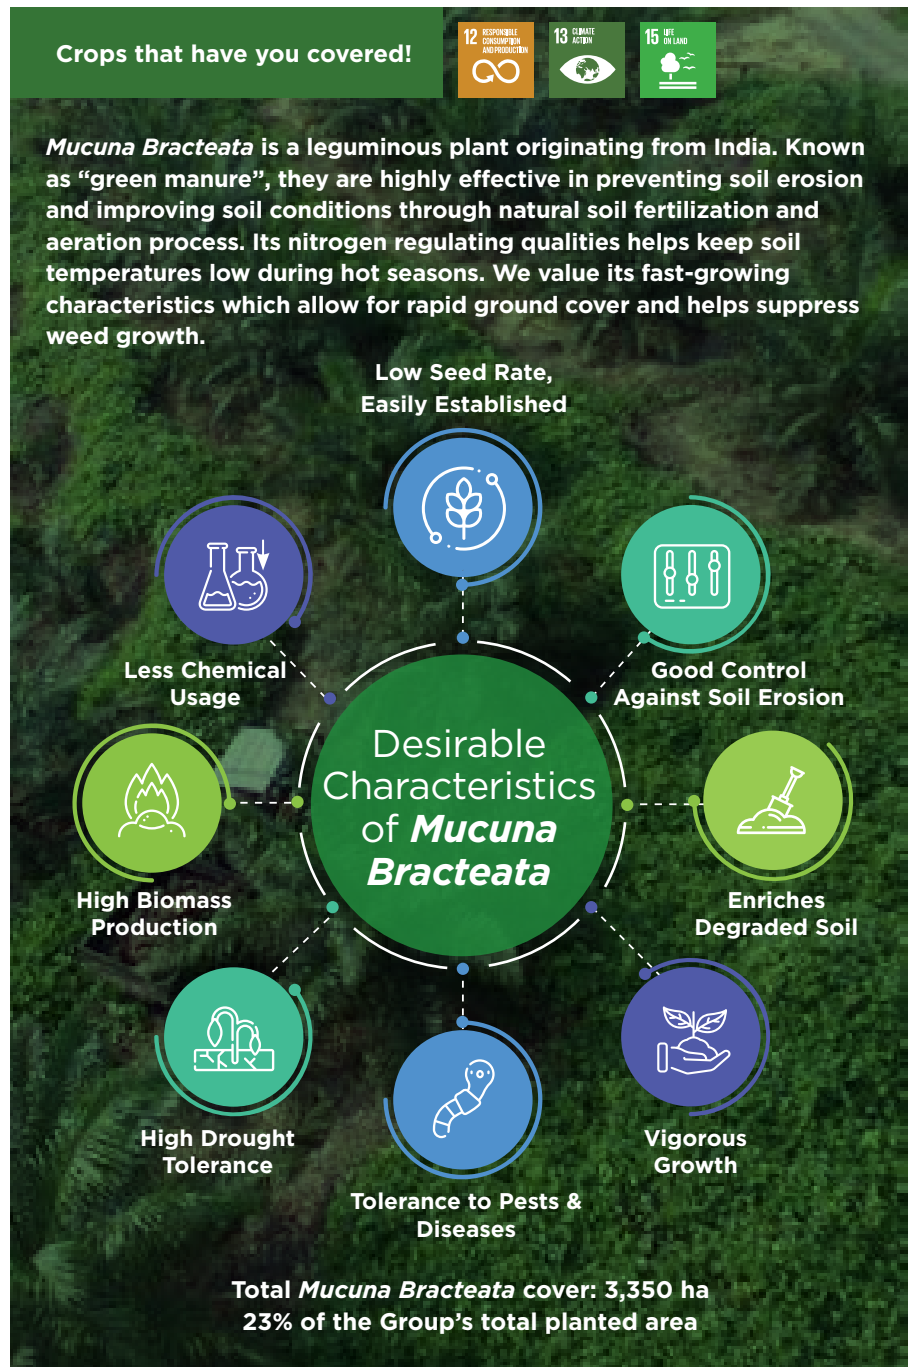 Crops that have you covered!
12 RESPONSIBLE
CONSUMPTION
AND PRODUCTION
13 CLIMATE
ACTION
15 LIFE
ON LAND
Mucuna Bracteata is a leguminous plant originating from India. Known
as “green manure”, they are highly effective in preventing soil erosion
and improving soil conditions through natural soil fertilization and
aeration process. Its nitrogen regulating qualities helps keep soil
temperatures low during hot seasons. We value its fast-growing
characteristics which allow for rapid ground cover and helps suppress
weed growth.
Low Seed Rate,
Easily Established
Less Chemical
Usage
Good Control
Against Soil Erosion
Desirable
Characteristics
of Mucuna
Bracteata
High Biomass
Production
Enriches
Degraded Soil
High Drought
Tolerance
Vigorous
Growth
Tolerance to Pests &
Diseases
Total Mucuna Bracteata cover: 3,350 ha
23% of the Group’s total planted area